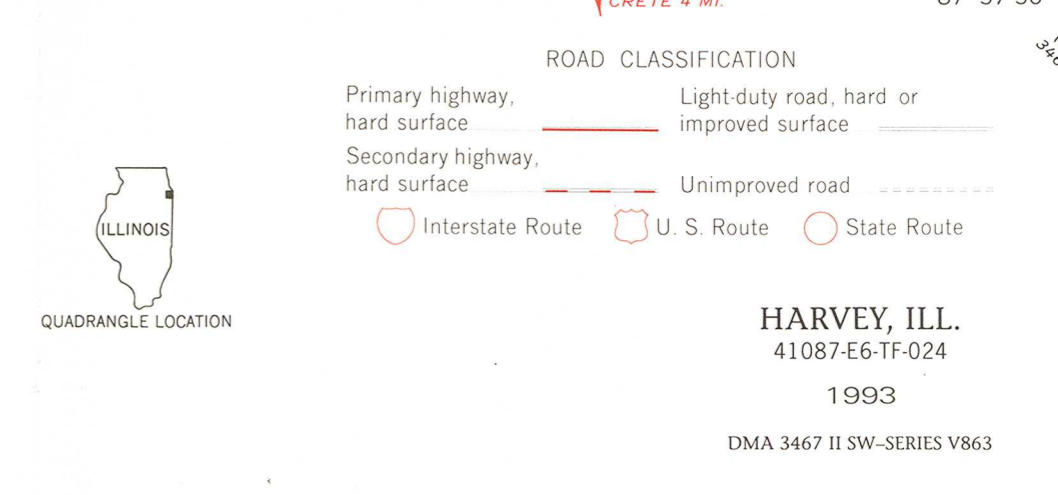 CRETE 4 MI.
ROAD CLASSIFICATION
Primary highway,
hard surface
Light-duty road, hard or
improved surface
Secondary highway,
hard surface
Unimproved road
Interstate Route
U. S. Route
State Route
ILLINOIS
QUADRANGLE LOCATION
HARVEY, ILL.
41087-E6-TF-024
1993
DMA 3467 II SW–SERIES V863